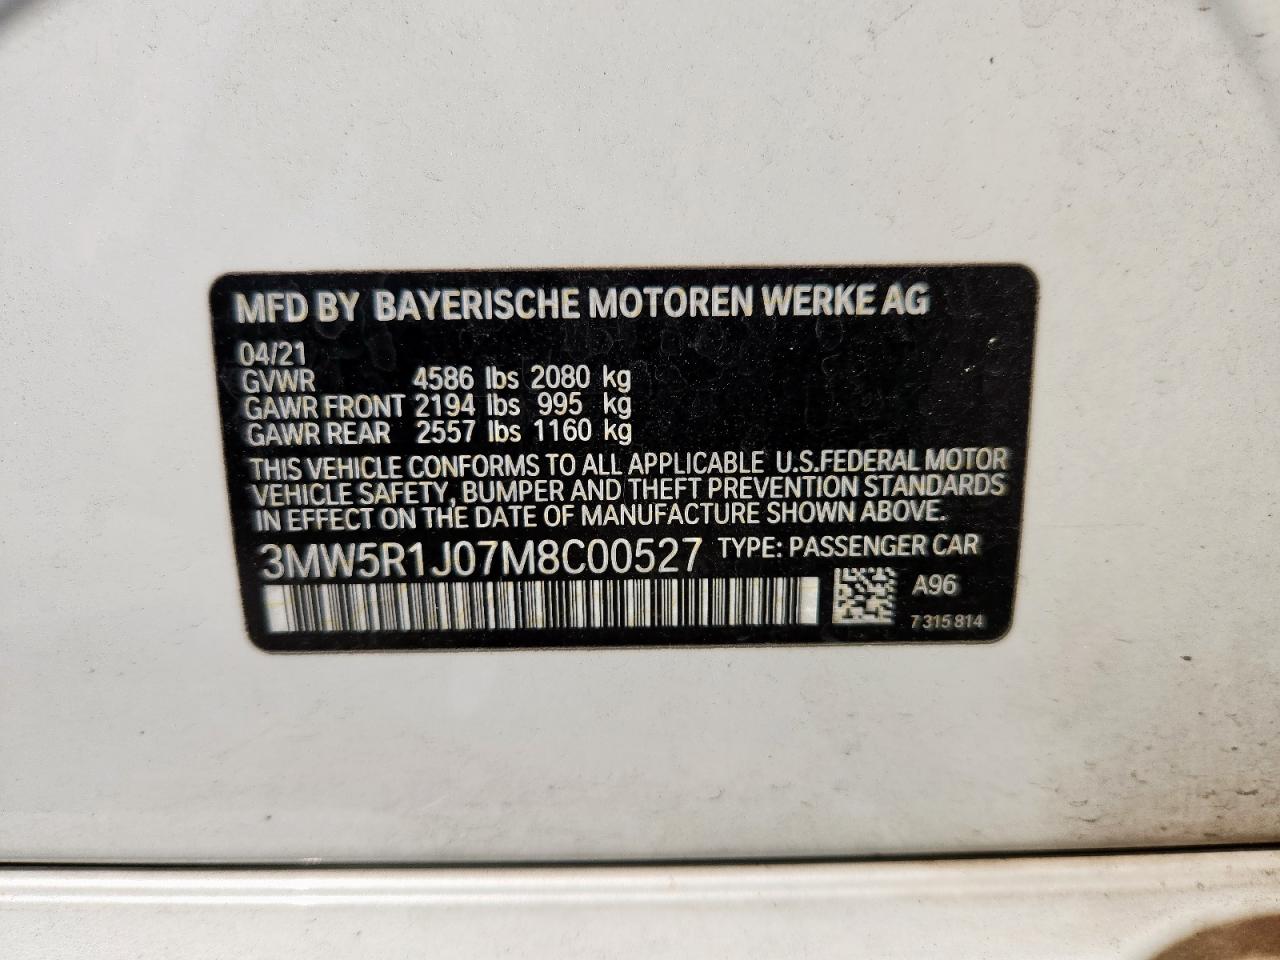 MFD BY BAYERISCHE MOTOREN WERKE AG
04/21
GVWR 4586 lbs 2080 kg
GAWR FRONT 2194 lbs 995 kg
GAWR REAR 2557 lbs 1160 kg
THIS VEHICLE CONFORMS TO ALL APPLICABLE U.S.FEDERAL MOTOR
VEHICLE SAFETY, BUMPER AND THEFT PREVENTION STANDARDS
IN EFFECT ON THE DATE OF MANUFACTURE SHOWN ABOVE.
3MW5R1J07M8C00527 TYPE: PASSENGER CAR
A96
7 315 814